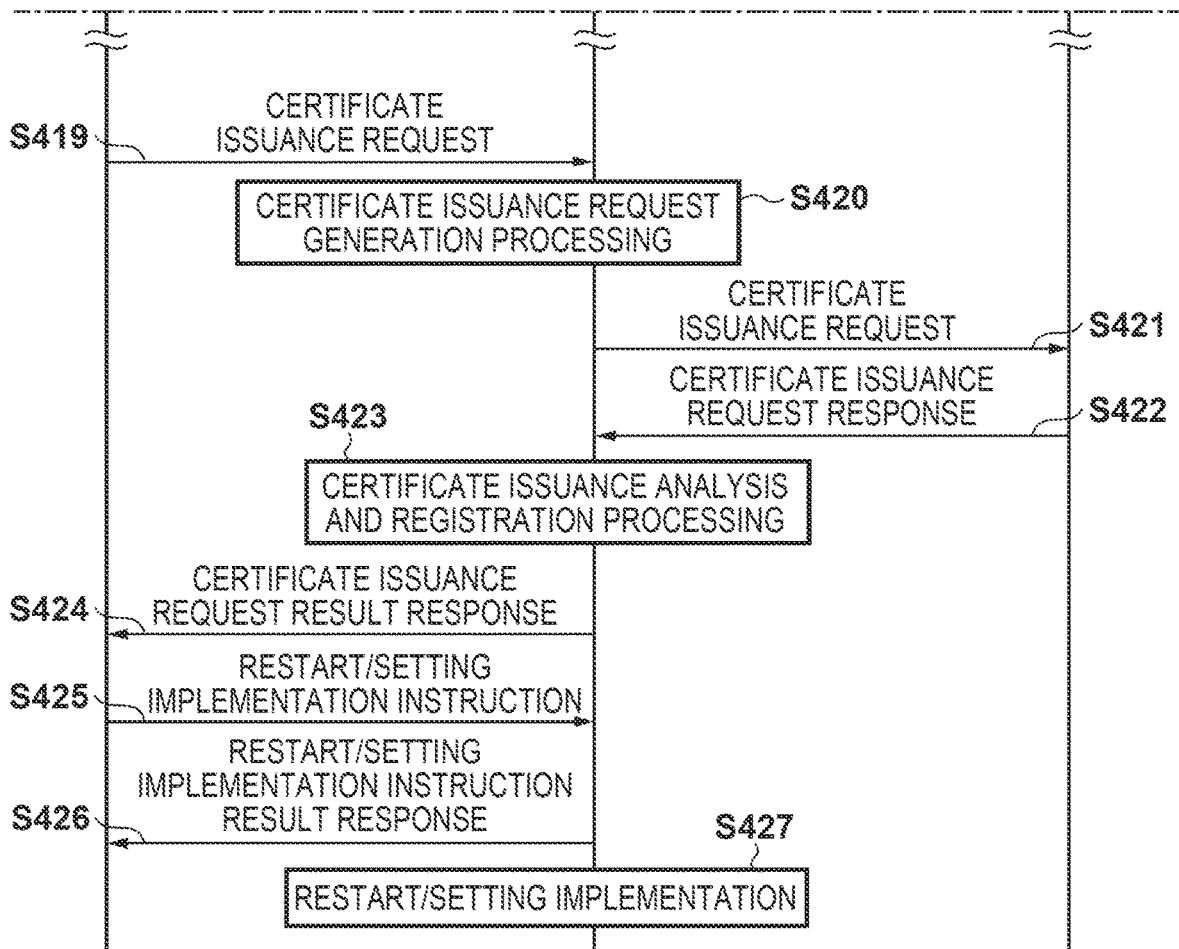 CERTIFICATE
ISSUANCE REQUEST
S419
CERTIFICATE ISSUANCE REQUEST
GENERATION PROCESSING
S420
CERTIFICATE
ISSUANCE REQUEST
S421
CERTIFICATE ISSUANCE
REQUEST RESPONSE
S422
S423
CERTIFICATE ISSUANCE ANALYSIS
AND REGISTRATION PROCESSING
CERTIFICATE ISSUANCE
REQUEST RESULT RESPONSE
S424
RESTART/SETTING
IMPLEMENTATION INSTRUCTION
S425
RESTART/SETTING
IMPLEMENTATION INSTRUCTION
RESULT RESPONSE
S426
S427
RESTART/SETTING IMPLEMENTATION